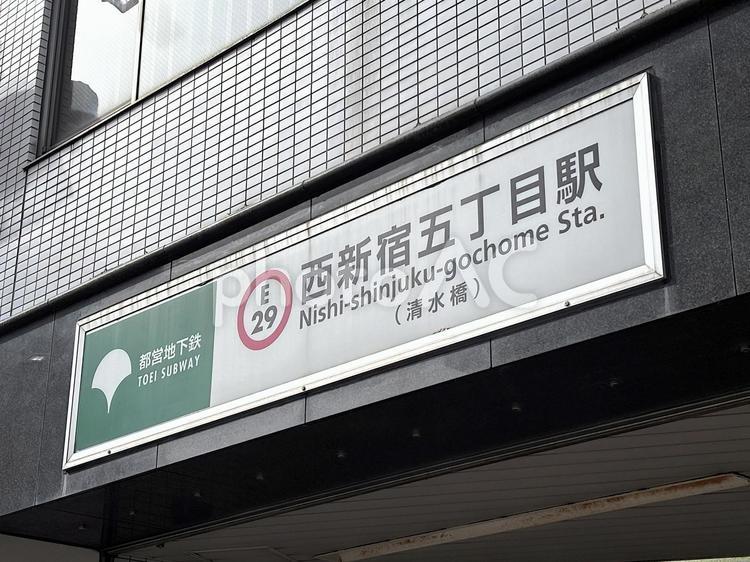 都営地下鉄
TOEI SUBWAY
E
29
西新宿五丁目駅
Nishi-shinjuku-gochome Sta.
（清水橋）
photoAC